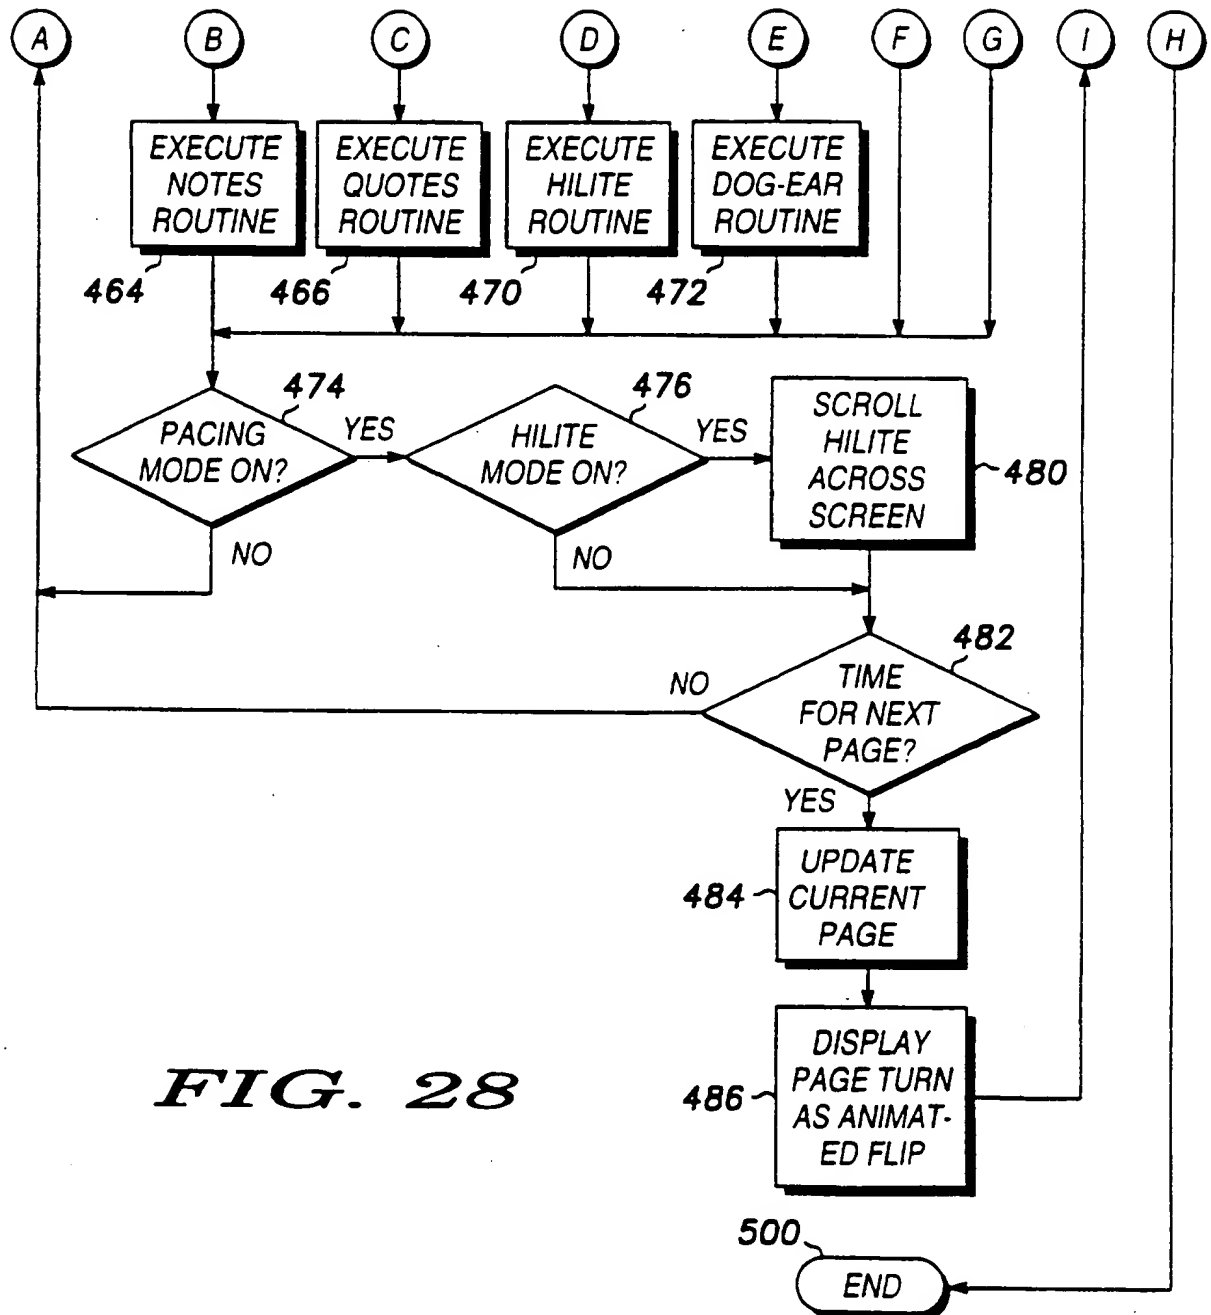 A B C D E F G I H
EXECUTE
NOTES
ROUTINE
464
EXECUTE
QUOTES
ROUTINE
466
EXECUTE
HILITE
ROUTINE
470
EXECUTE
DOG-EAR
ROUTINE
472
PACING
MODE ON?
474
YES
NO
HILITE
MODE ON?
476
YES
NO
SCROLL
HILITE
ACROSS
SCREEN
480
TIME
FOR NEXT
PAGE?
482
NO
YES
UPDATE
CURRENT
PAGE
484
DISPLAY
PAGE TURN
AS ANIMAT-
ED FLIP
486
FIG. 28
500
END